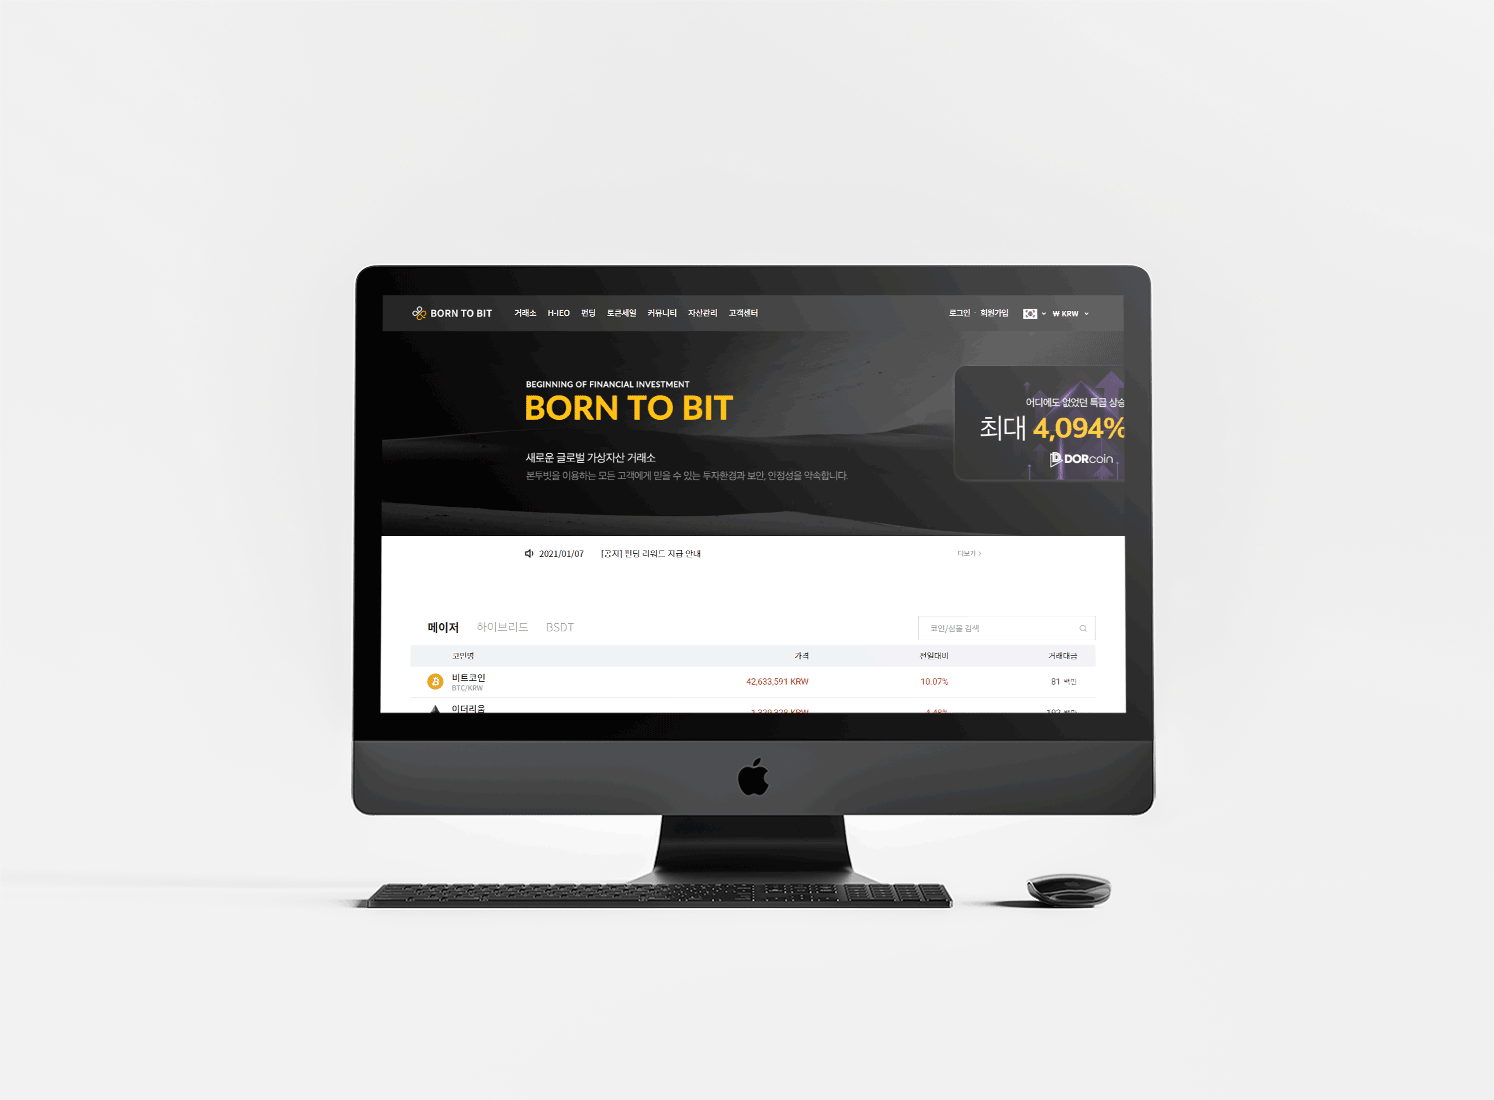 BORN TO BIT 거래소 H-IEO 펀딩 토큰세일 커뮤니티 자산관리 고객센터 로그인 · 회원가입 ₩ KRW
BEGINNING OF FINANCIAL INVESTMENT
BORN TO BIT
새로운 글로벌 가상자산 거래소
본투빗을 이용하는 모든 고객에게 믿을 수 있는 투자환경과 보안, 안정성을 약속합니다.
어디에도 없었던 특급 상승
최대 4,094%
DORcoin
2021/01/07 [공지] 펀딩 리워드 지급 안내 더보기 >
메이저 하이브리드 BSDT 코인/심볼 검색
코인명 가격 전일대비 거래대금
비트코인 42,633,591 KRW 10.07% 81 백만
BTC/KRW
이더리움